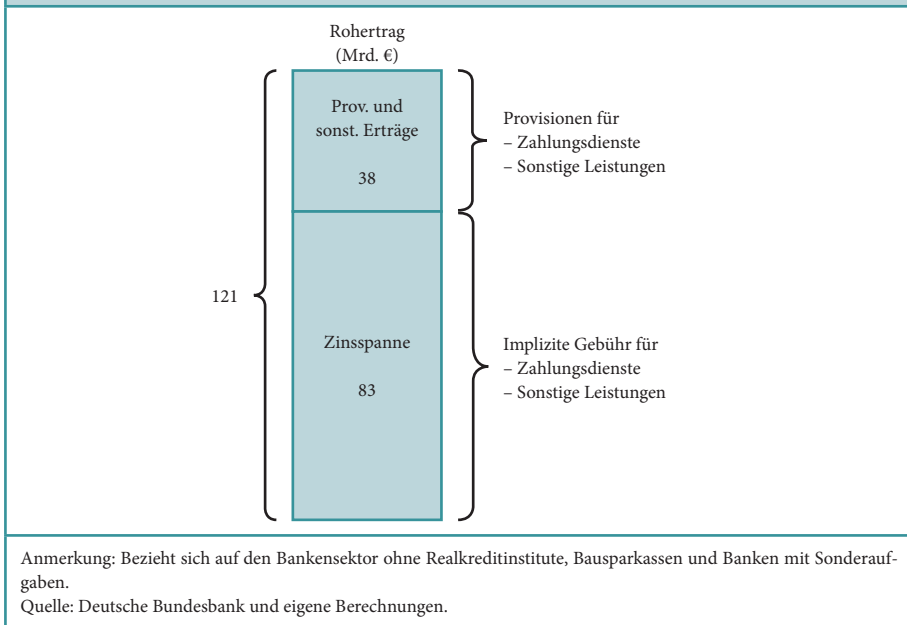 Rohertrag
(Mrd. €)
Prov. und
sonst. Erträge
38
Provisionen für
– Zahlungsdienste
– Sonstige Leistungen
121
Zinsspanne
83
Implizite Gebühr für
– Zahlungsdienste
– Sonstige Leistungen
Anmerkung: Bezieht sich auf den Bankensektor ohne Realkreditinstitute, Bausparkassen und Banken mit Sonderauf-
gaben.
Quelle: Deutsche Bundesbank und eigene Berechnungen.